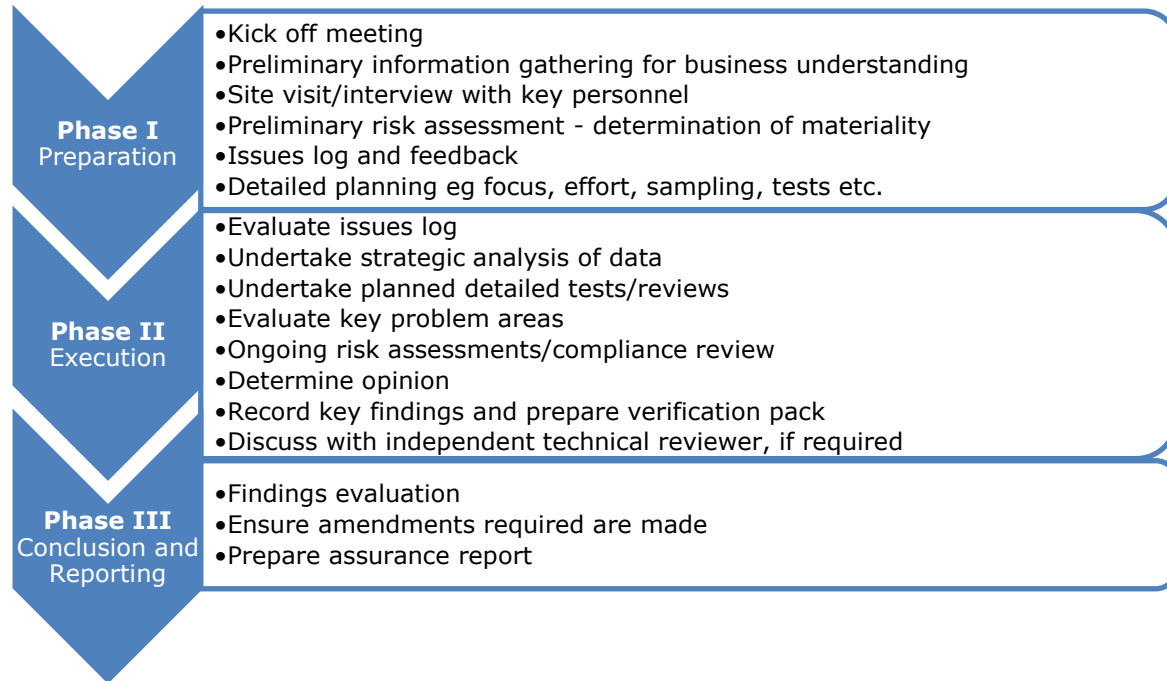 Phase I
Preparation
•Kick off meeting
•Preliminary information gathering for business understanding
•Site visit/interview with key personnel
•Preliminary risk assessment - determination of materiality
•Issues log and feedback
•Detailed planning eg focus, effort, sampling, tests etc.
Phase II
Execution
•Evaluate issues log
•Undertake strategic analysis of data
•Undertake planned detailed tests/reviews
•Evaluate key problem areas
•Ongoing risk assessments/compliance review
•Determine opinion
•Record key findings and prepare verification pack
•Discuss with independent technical reviewer, if required
Phase III
Conclusion and
Reporting
•Findings evaluation
•Ensure amendments required are made
•Prepare assurance report